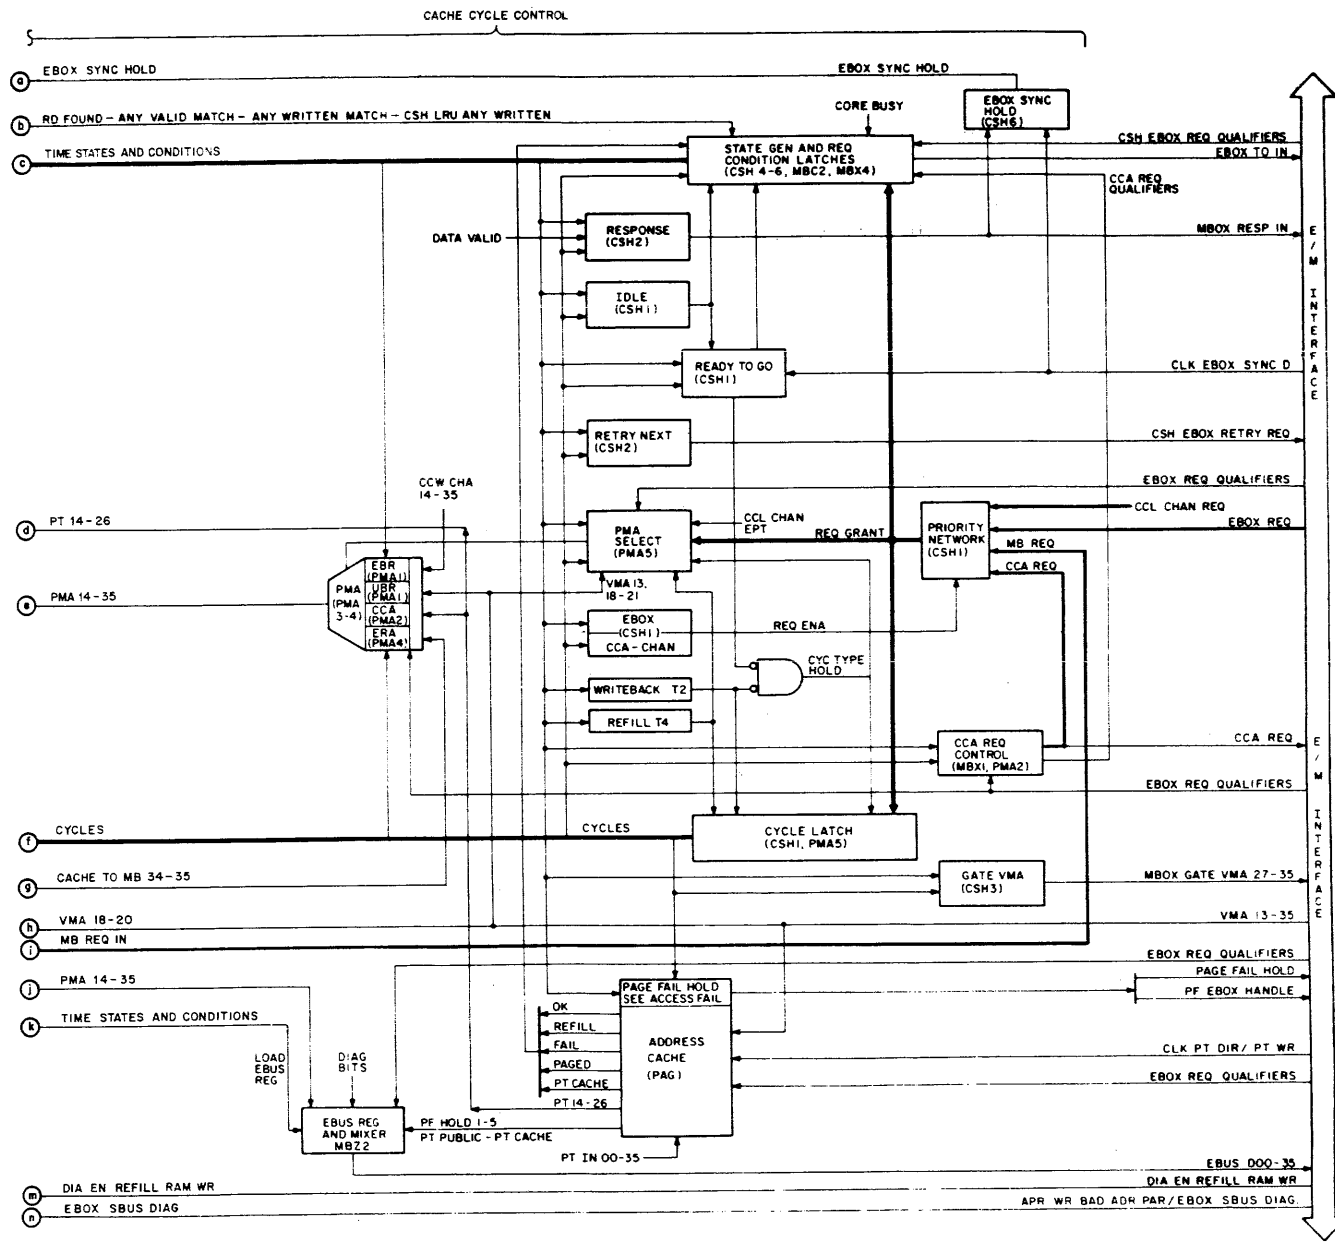 CACHE CYCLE CONTROL
a EBOX SYNC HOLD
EBOX SYNC HOLD
EBOX SYNC
HOLD
(CSH6)
CORE BUSY
b RD FOUND - ANY VALID MATCH - ANY WRITTEN MATCH - CSH LRU ANY WRITTEN
c TIME STATES AND CONDITIONS
STATE GEN AND REQ
CONDITION LATCHES
(CSH 4-6, MBC2, MBX4)
CSH EBOX REQ QUALIFIERS
EBOX TO IN
CCA REQ
QUALIFIERS
DATA VALID
RESPONSE
(CSH2)
MBOX RESP IN
E/M INTERFACE
IDLE
(CSH1)
READY TO GO
(CSH1)
CLK EBOX SYNC D
RETRY NEXT
(CSH2)
CSH EBOX RETRY REQ
CCW CHA
14-35
EBOX REQ QUALIFIERS
d PT 14-26
PMA
SELECT
(PMA5)
CCL CHAN
EPT
REQ GRANT
PRIORITY
NETWORK
(CSH1)
CCL CHAN REQ
EBOX REQ
MB REQ
CCA REQ
e PMA 14-35
PMA
(PMA
3-4)
EBR
(PMA1)
UBR
(PMA1)
CCA
(PMA2)
ERA
(PMA4)
VMA 13,
18-21
EBOX
(CSH1)
CCA-CHAN
REQ ENA
CYC TYPE
HOLD
WRITEBACK T2
REFILL T4
CCA REQ
CONTROL
(MBX1, PMA2)
CCA REQ
EBOX REQ QUALIFIERS
E/M INTERFACE
f CYCLES
CYCLES
CYCLE LATCH
(CSH1, PMA5)
g CACHE TO MB 34-35
GATE VMA
(CSH3)
MBOX GATE VMA 27-35
h VMA 18-20
VMA 13-35
i MB REQ IN
EBOX REQ QUALIFIERS
j PMA 14-35
PAGE FAIL HOLD
SEE ACCESS FAIL
PAGE FAIL HOLD
PF EBOX HANDLE
k TIME STATES AND CONDITIONS
OK
REFILL
FAIL
PAGED
PT CACHE
PT 14-26
ADDRESS
CACHE
(PAG)
CLK PT DIR/ PT WR
EBOX REQ QUALIFIERS
LOAD
EBUS
REG
DIAG
BITS
EBUS REG
AND MIXER
MBZ2
PF HOLD 1-5
PT PUBLIC - PT CACHE
PT IN 00-35
EBUS D00-35
m DIA EN REFILL RAM WR
DIA EN REFILL RAM WR
n EBOX SBUS DIAG
APR WR BAD ADR PAR/EBOX SBUS DIAG.